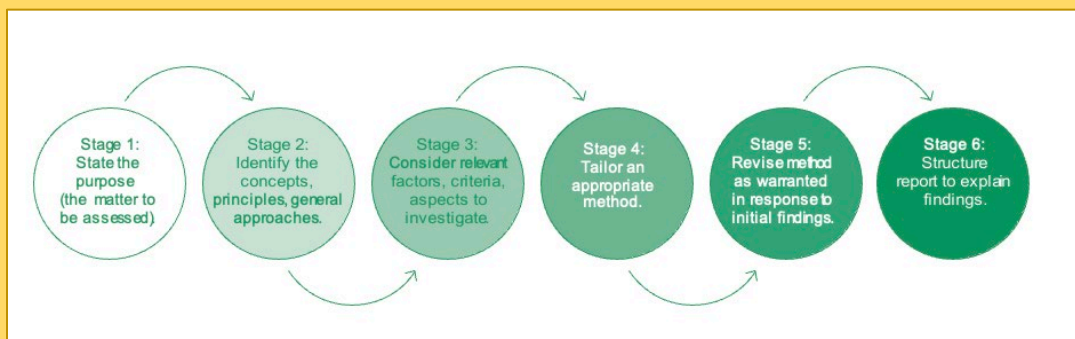 Stage 1:
State the
purpose
(the matter to
be assessed)
Stage 2:
Identify the
concepts,
principles, general
approaches.
Stage 3:
Consider relevant
factors, criteria,
aspects to
investigate.
Stage 4:
Tailor an
appropriate
method.
Stage 5:
Revise method
as warranted
in response to
initial findings.
Stage 6:
Structure
report to explain
findings.